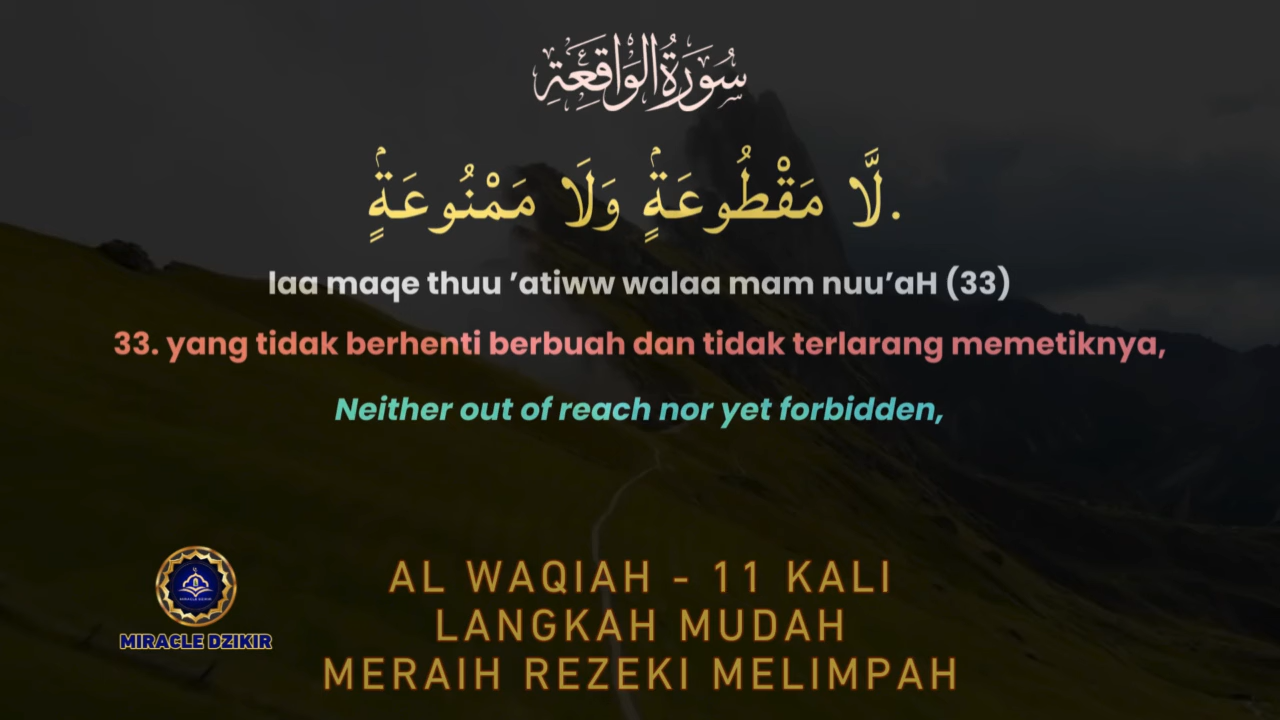 سُورَةُ الْوَاقِعَةِ
لَّا مَقْطُوعَةٍۢ وَلَا مَمْنُوعَةٍۢ.
laa maqe thuu ’atiww walaa mam nuu’aH (33)
33. yang tidak berhenti berbuah dan tidak terlarang memetiknya,
Neither out of reach nor yet forbidden,
MIRACLE DZIKIR
MIRACLE DZIKIR
AL WAQIAH - 11 KALI
LANGKAH MUDAH
MERAIH REZEKI MELIMPAH